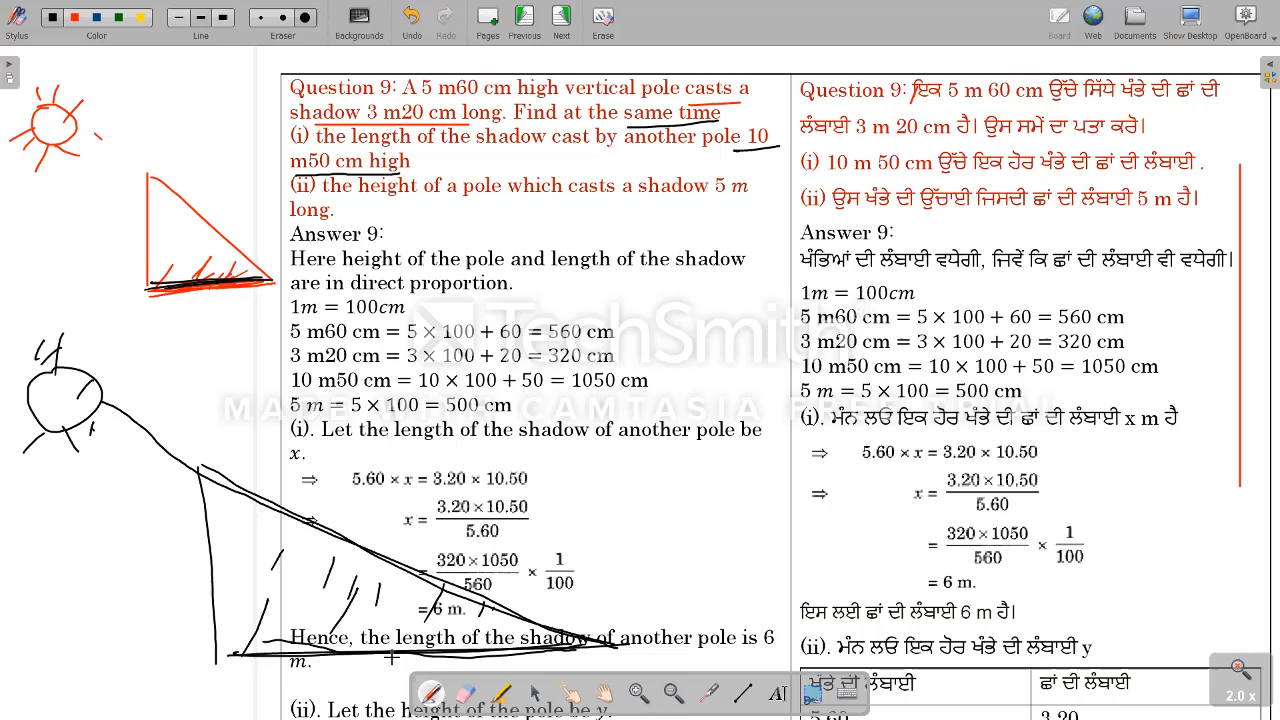 Stylus
Color
Line
Eraser
Backgrounds
Undo
Redo
Pages
Previous
Next
Erase
Board
Web
Documents
Show Desktop
OpenBoard
Question 9: A 5 m60 cm high vertical pole casts a
shadow 3 m20 cm long. Find at the same time
(i) the length of the shadow cast by another pole 10
m50 cm high
(ii) the height of a pole which casts a shadow 5 m
long.
Answer 9:
Here height of the pole and length of the shadow
are in direct proportion.
1m = 100cm
5 m60 cm = 5 × 100 + 60 = 560 cm
3 m20 cm = 3 × 100 + 20 = 320 cm
10 m50 cm = 10 × 100 + 50 = 1050 cm
5 m = 5 × 100 = 500 cm
(i). Let the length of the shadow of another pole be
x.
⇒ 5.60 × x = 3.20 × 10.50
⇒ x = 3.20×10.50 / 5.60
= 320×1050 / 560 × 1 / 100
= 6 m.
Hence, the length of the shadow of another pole is 6
m.
(ii). Let the height of the pole be y.
Question 9: ਇਕ 5 m 60 cm ਉੱਚੇ ਸਿੱਧੇ ਖੰਭੇ ਦੀ ਛਾਂ ਦੀ
ਲੰਬਾਈ 3 m 20 cm ਹੈ। ਉਸ ਸਮੇਂ ਦਾ ਪਤਾ ਕਰੋ।
(i) 10 m 50 cm ਉੱਚੇ ਇਕ ਹੋਰ ਖੰਭੇ ਦੀ ਛਾਂ ਦੀ ਲੰਬਾਈ .
(ii) ਉਸ ਖੰਭੇ ਦੀ ਉੱਚਾਈ ਜਿਸਦੀ ਛਾਂ ਦੀ ਲੰਬਾਈ 5 m ਹੈ।
Answer 9:
ਖੰਭਿਆਂ ਦੀ ਲੰਬਾਈ ਵਧੇਗੀ, ਜਿਵੇਂ ਕਿ ਛਾਂ ਦੀ ਲੰਬਾਈ ਵੀ ਵਧੇਗੀ।
1m = 100cm
5 m60 cm = 5 × 100 + 60 = 560 cm
3 m20 cm = 3 × 100 + 20 = 320 cm
10 m50 cm = 10 × 100 + 50 = 1050 cm
5 m = 5 × 100 = 500 cm
(i). ਮੰਨ ਲਓ ਇਕ ਹੋਰ ਖੰਭੇ ਦੀ ਛਾਂ ਦੀ ਲੰਬਾਈ x m ਹੈ
⇒ 5.60 × x = 3.20 × 10.50
⇒ x = 3.20×10.50 / 5.60
= 320×1050 / 560 × 1 / 100
= 6 m.
ਇਸ ਲਈ ਛਾਂ ਦੀ ਲੰਬਾਈ 6 m ਹੈ।
(ii). ਮੰਨ ਲਓ ਇਕ ਹੋਰ ਖੰਭੇ ਦੀ ਲੰਬਾਈ y
ਖੰਭੇ ਦੀ ਲੰਬਾਈ
ਛਾਂ ਦੀ ਲੰਬਾਈ
5.60
3.20
TechSmith
MADE WITH CAMTASIA FREE TRIAL
2.0 x